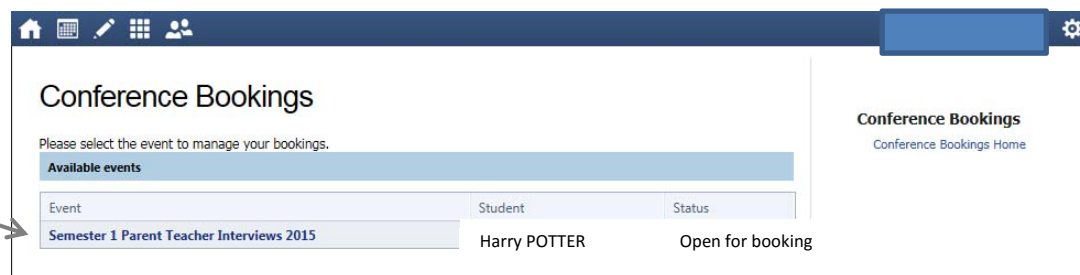 Conference Bookings
Please select the event to manage your bookings.
Available events
Event Student Status
Semester 1 Parent Teacher Interviews 2015 Harry POTTER Open for booking
Conference Bookings
Conference Bookings Home